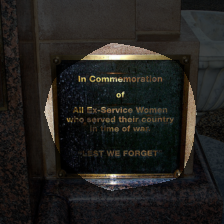 In Commemoration
of
All Ex-Service Women
who served their country
in time of war
LEST WE FORGET